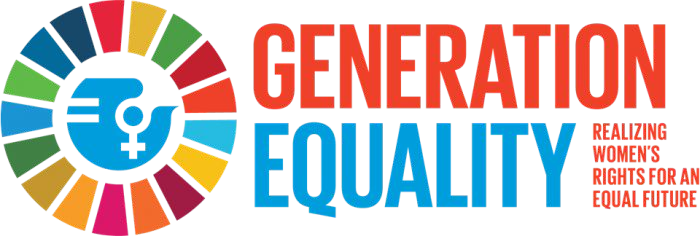 GENERATION
EQUALITY
REALIZING
WOMEN'S
RIGHTS FOR AN
EQUAL FUTURE